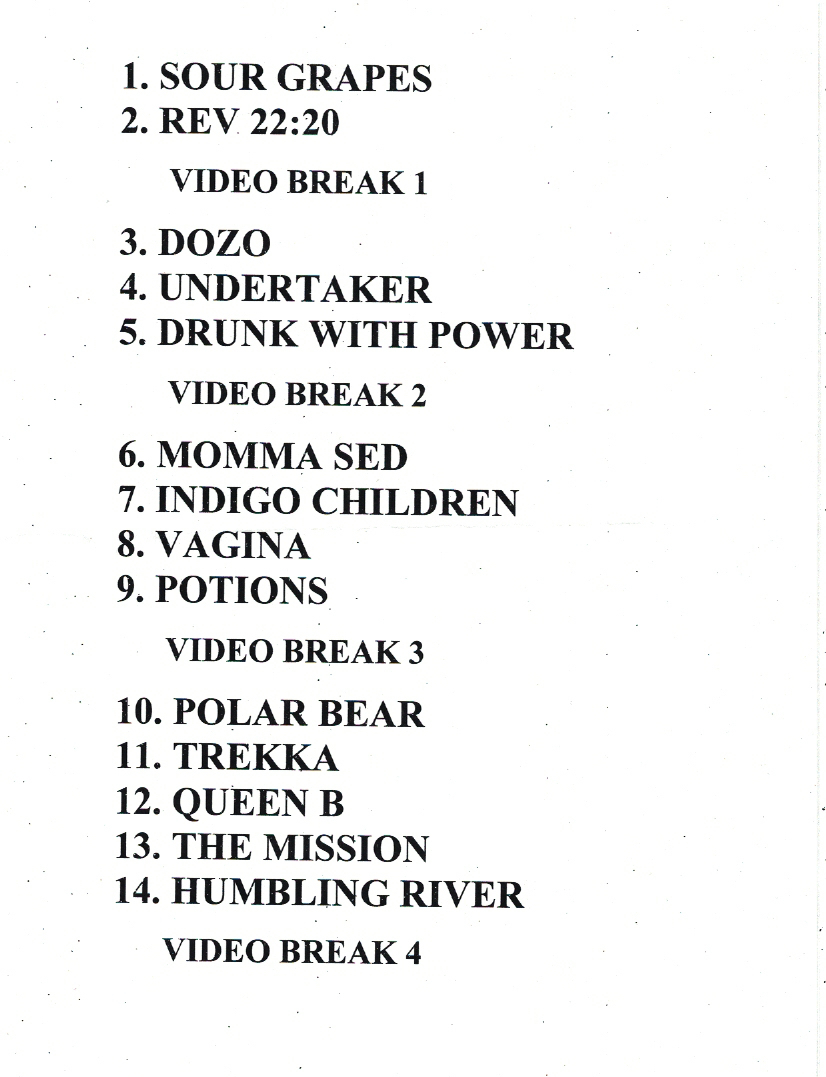 1. SOUR GRAPES
2. REV 22:20
VIDEO BREAK 1
3. DOZO
4. UNDERTAKER
5. DRUNK WITH POWER
VIDEO BREAK 2
6. MOMMA SED
7. INDIGO CHILDREN
8. VAGINA
9. POTIONS
VIDEO BREAK 3
10. POLAR BEAR
11. TREKKA
12. QUEEN B
13. THE MISSION
14. HUMBLING RIVER
VIDEO BREAK 4